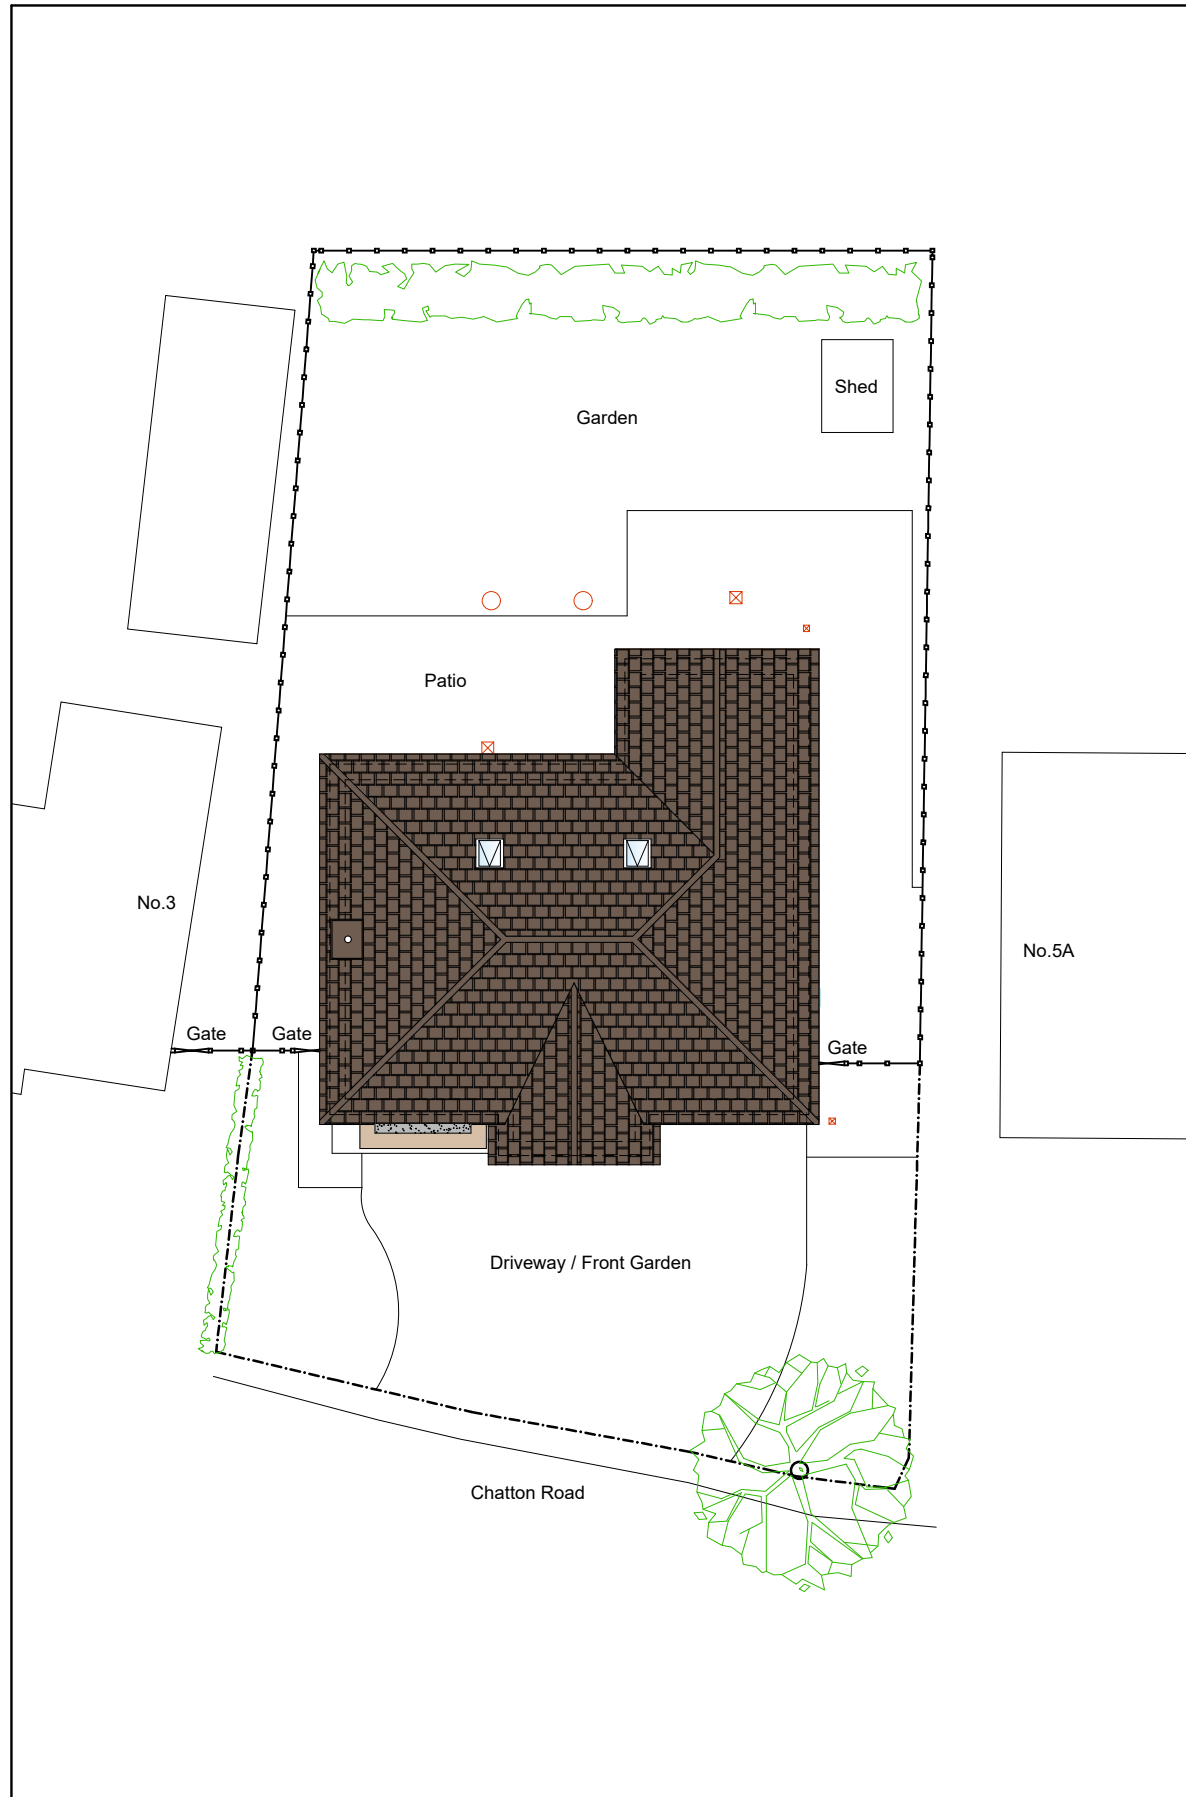 Shed
Garden
Patio
No.3
No.5A
Gate
Gate
Gate
Driveway / Front Garden
Chatton Road